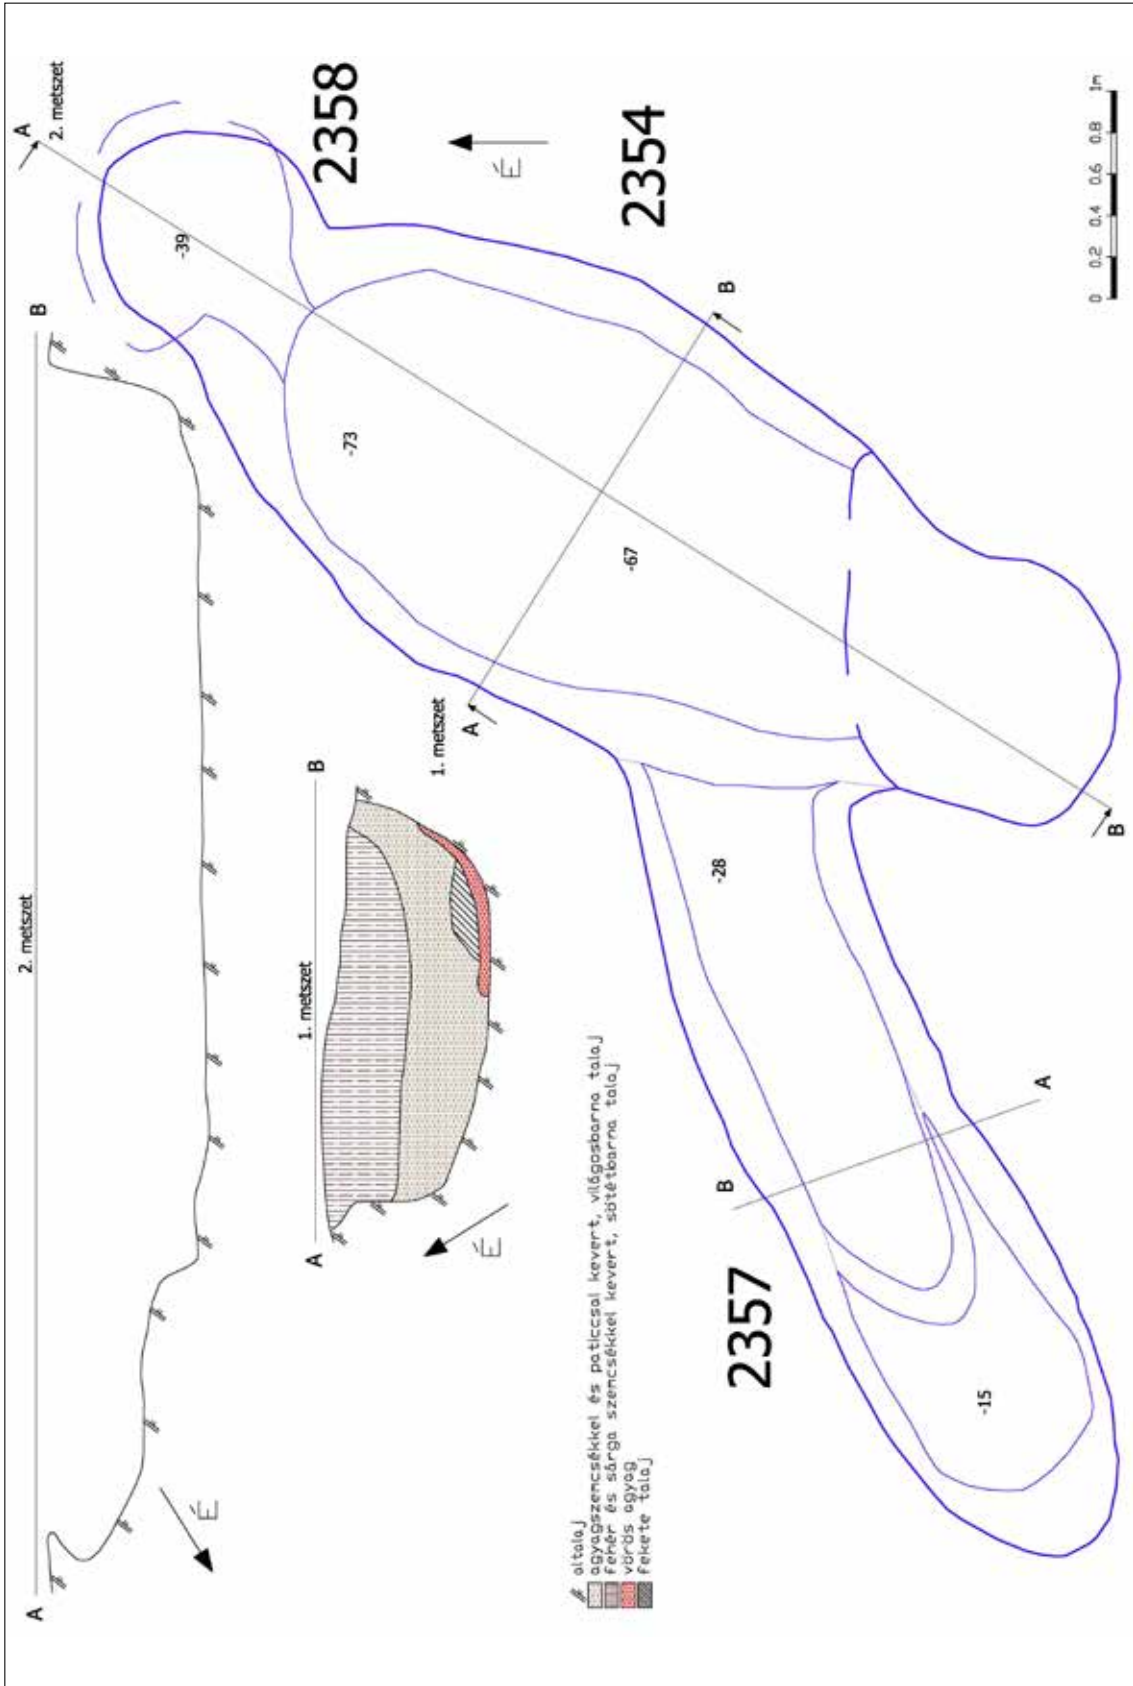 A
2. metszet
2358
É
2354
-39
-73
B
-67
A
1. metszet
B
-28
B
A
2357
-15
0 0.2 0.4 0.6 0.8 1m
2. metszet
A
B
É
1. metszet
A
B
É
altalaj
agyagszencsékkel és paticcsal kevert, világosbarna talaj
fehér és sárga szencsékkel kevert, sötétbarna talaj
vörös agyag
fekete talaj